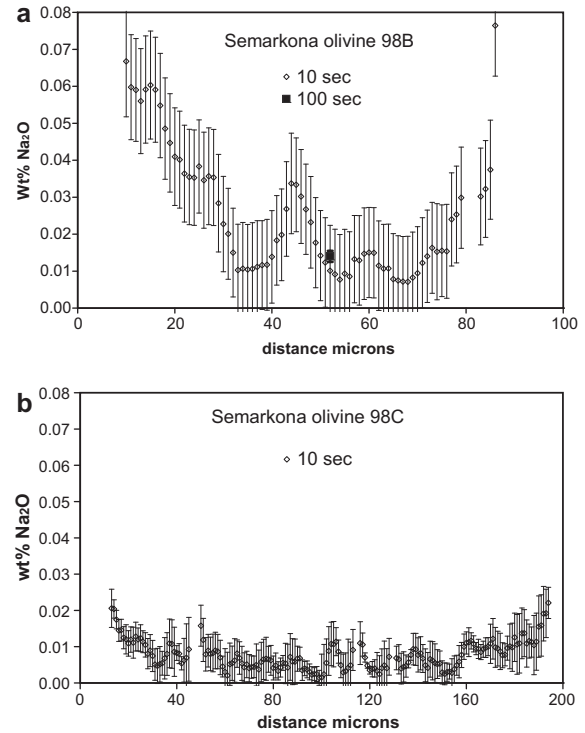 a
0.08
0.07
0.06
0.05
0.04
0.03
0.02
0.01
0.00
Wt% Na₂O
Semarkona olivine 98B
10 sec
100 sec
0 20 40 60 80 100
distance microns
b
0.08
0.07
0.06
0.05
0.04
0.03
0.02
0.01
0.00
wt% Na₂O
Semarkona olivine 98C
10 sec
0 40 80 120 160 200
distance microns